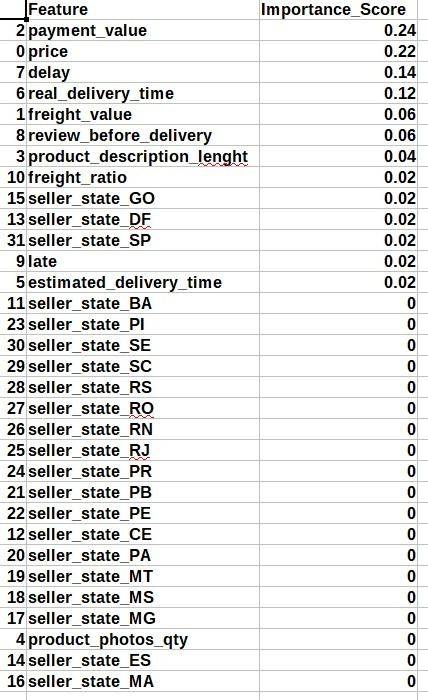 Feature Importance_Score
2 payment_value 0.24
0 price 0.22
7 delay 0.14
6 real_delivery_time 0.12
1 freight_value 0.06
8 review_before_delivery 0.06
3 product_description_lenght 0.04
10 freight_ratio 0.02
15 seller_state_GO 0.02
13 seller_state_DF 0.02
31 seller_state_SP 0.02
9 late 0.02
5 estimated_delivery_time 0.02
11 seller_state_BA 0
23 seller_state_PI 0
30 seller_state_SE 0
29 seller_state_SC 0
28 seller_state_RS 0
27 seller_state_RO 0
26 seller_state_RN 0
25 seller_state_RJ 0
24 seller_state_PR 0
21 seller_state_PB 0
22 seller_state_PE 0
12 seller_state_CE 0
20 seller_state_PA 0
19 seller_state_MT 0
18 seller_state_MS 0
17 seller_state_MG 0
4 product_photos_qty 0
14 seller_state_ES 0
16 seller_state_MA 0